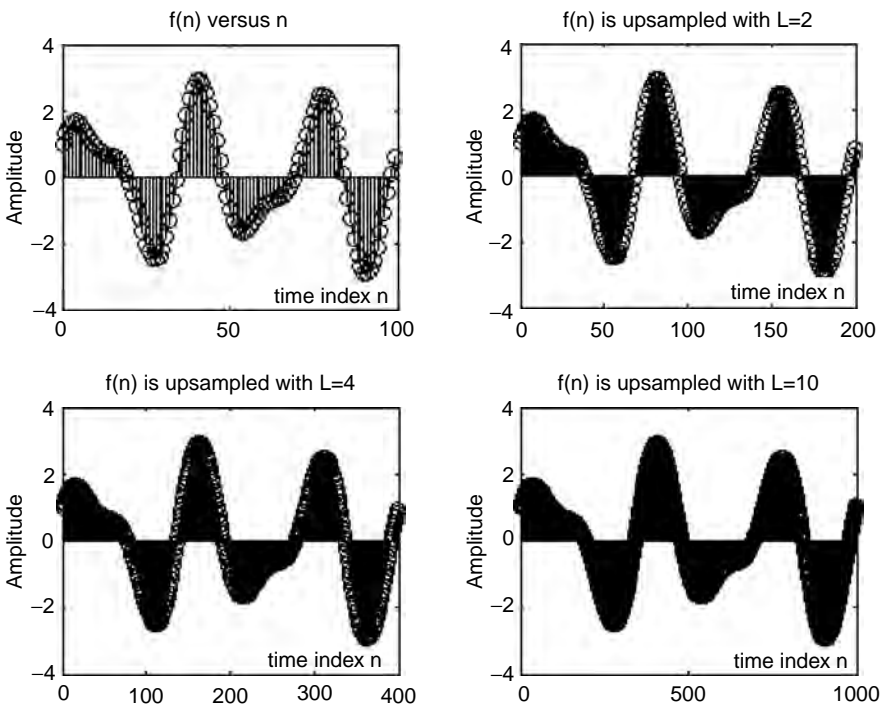 f(n) versus n
4
2
0
−2
−4
Amplitude
time index n
0 50 100
f(n) is upsampled with L=2
4
2
0
−2
−4
Amplitude
time index n
0 50 100 150 200
f(n) is upsampled with L=4
4
2
0
−2
−4
Amplitude
time index n
0 100 200 300 400
f(n) is upsampled with L=10
4
2
0
−2
−4
Amplitude
time index n
0 500 1000